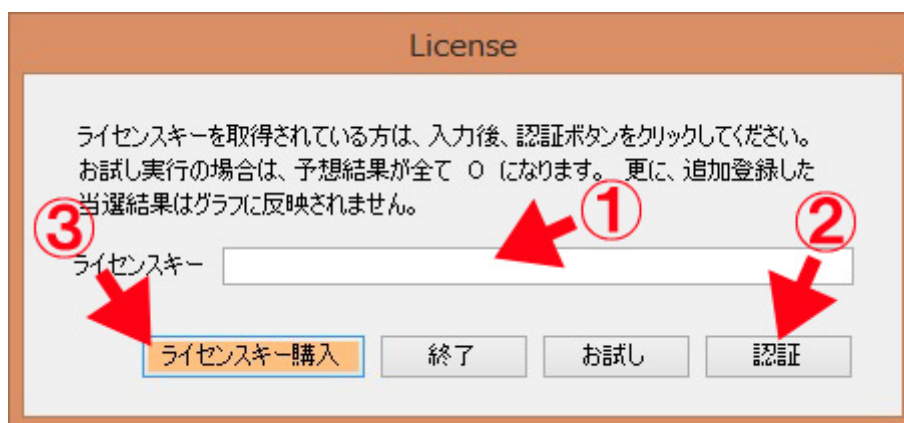 License
ライセンスキーを取得されている方は、入力後、認証ボタンをクリックしてください。
お試し実行の場合は、予想結果が全て 0 になります。 更に、追加登録した
当選結果はグラフに反映されません。
① ② ③
ライセンスキー
ライセンスキー購入 終了 お試し 認証